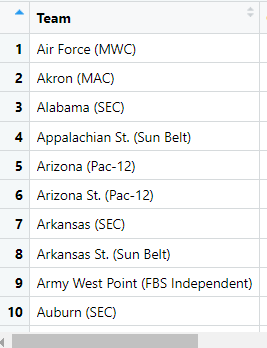 Team
1 Air Force (MWC)
2 Akron (MAC)
3 Alabama (SEC)
4 Appalachian St. (Sun Belt)
5 Arizona (Pac-12)
6 Arizona St. (Pac-12)
7 Arkansas (SEC)
8 Arkansas St. (Sun Belt)
9 Army West Point (FBS Independent)
10 Auburn (SEC)